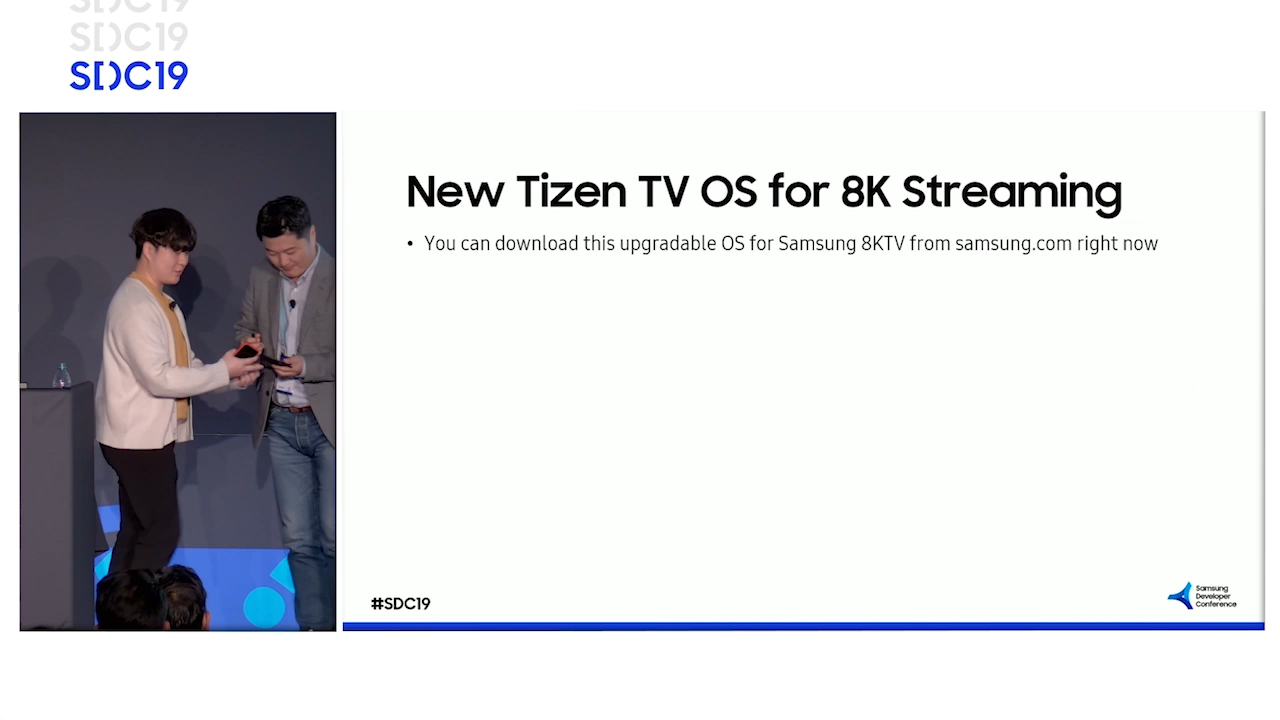 SDC19
SDC19
SDC19
New Tizen TV OS for 8K Streaming
• You can download this upgradable OS for Samsung 8KTV from samsung.com right now
#SDC19
Samsung
Developer
Conference